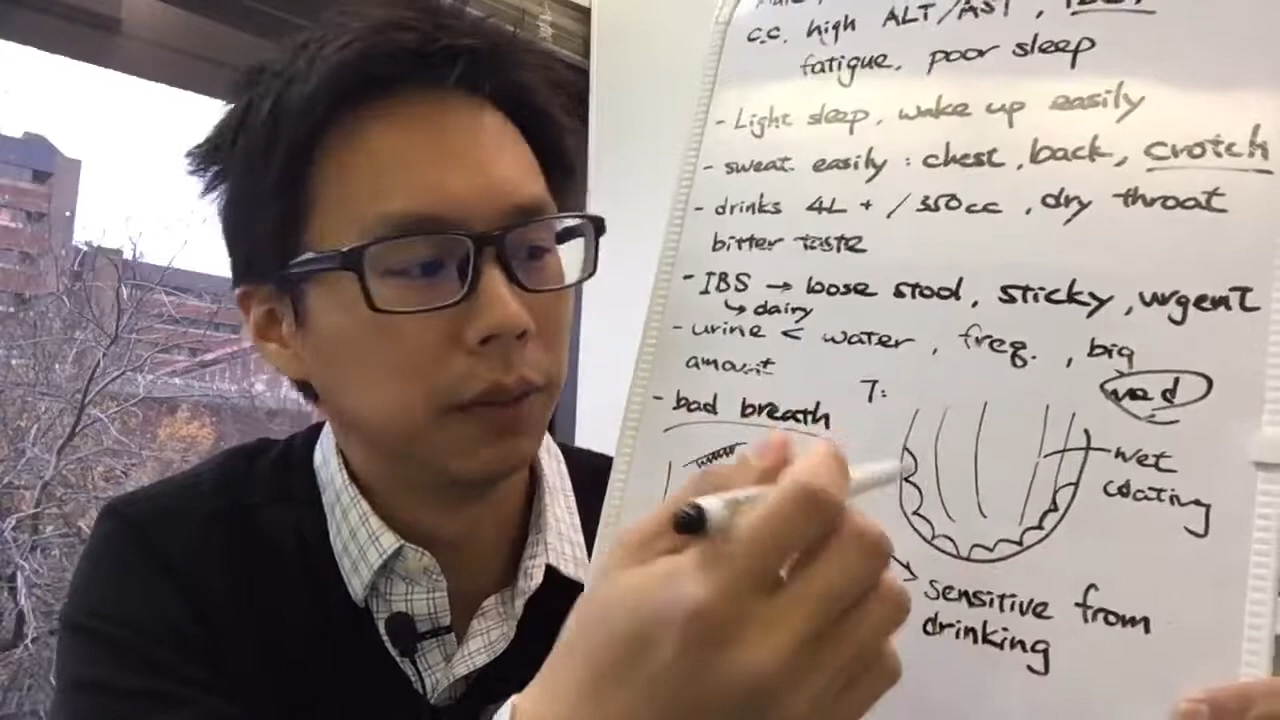 c.c. high ALT/AST, IBS,
fatigue, poor sleep
- Light sleep, wake up easily
- sweat easily : chest, back, crotch
- drinks 4L + / 350cc, dry throat
bitter taste
- IBS → loose stool, sticky, urgent
↳ dairy
- urine < water, freq., big
amount
- bad breath
T:
red
wet
coating
→ sensitive from
drinking